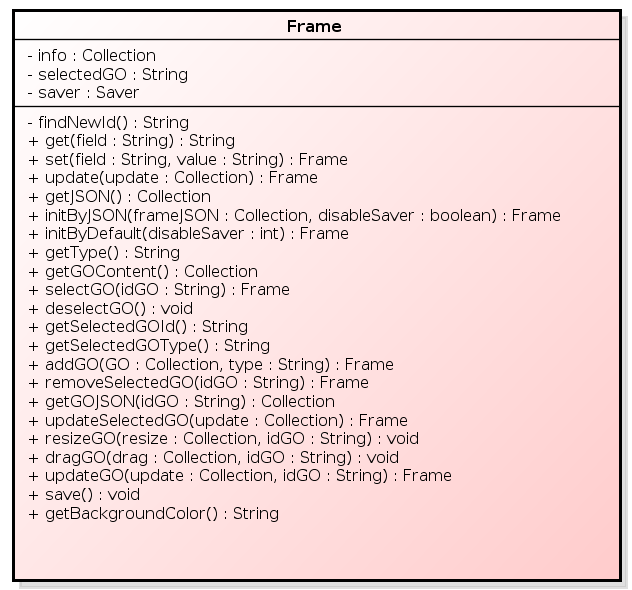 Frame
- info : Collection
- selectedGO : String
- saver : Saver
- findNewId() : String
+ get(field : String) : String
+ set(field : String, value : String) : Frame
+ update(update : Collection) : Frame
+ getJSON() : Collection
+ initByJSON(frameJSON : Collection, disableSaver : boolean) : Frame
+ initByDefault(disableSaver : int) : Frame
+ getType() : String
+ getGOContent() : Collection
+ selectGO(idGO : String) : Frame
+ deselectGO() : void
+ getSelectedGOId() : String
+ getSelectedGOType() : String
+ addGO(GO : Collection, type : String) : Frame
+ removeSelectedGO(idGO : String) : Frame
+ getGOJSON(idGO : String) : Collection
+ updateSelectedGO(update : Collection) : Frame
+ resizeGO(resize : Collection, idGO : String) : void
+ dragGO(drag : Collection, idGO : String) : void
+ updateGO(update : Collection, idGO : String) : Frame
+ save() : void
+ getBackgroundColor() : String